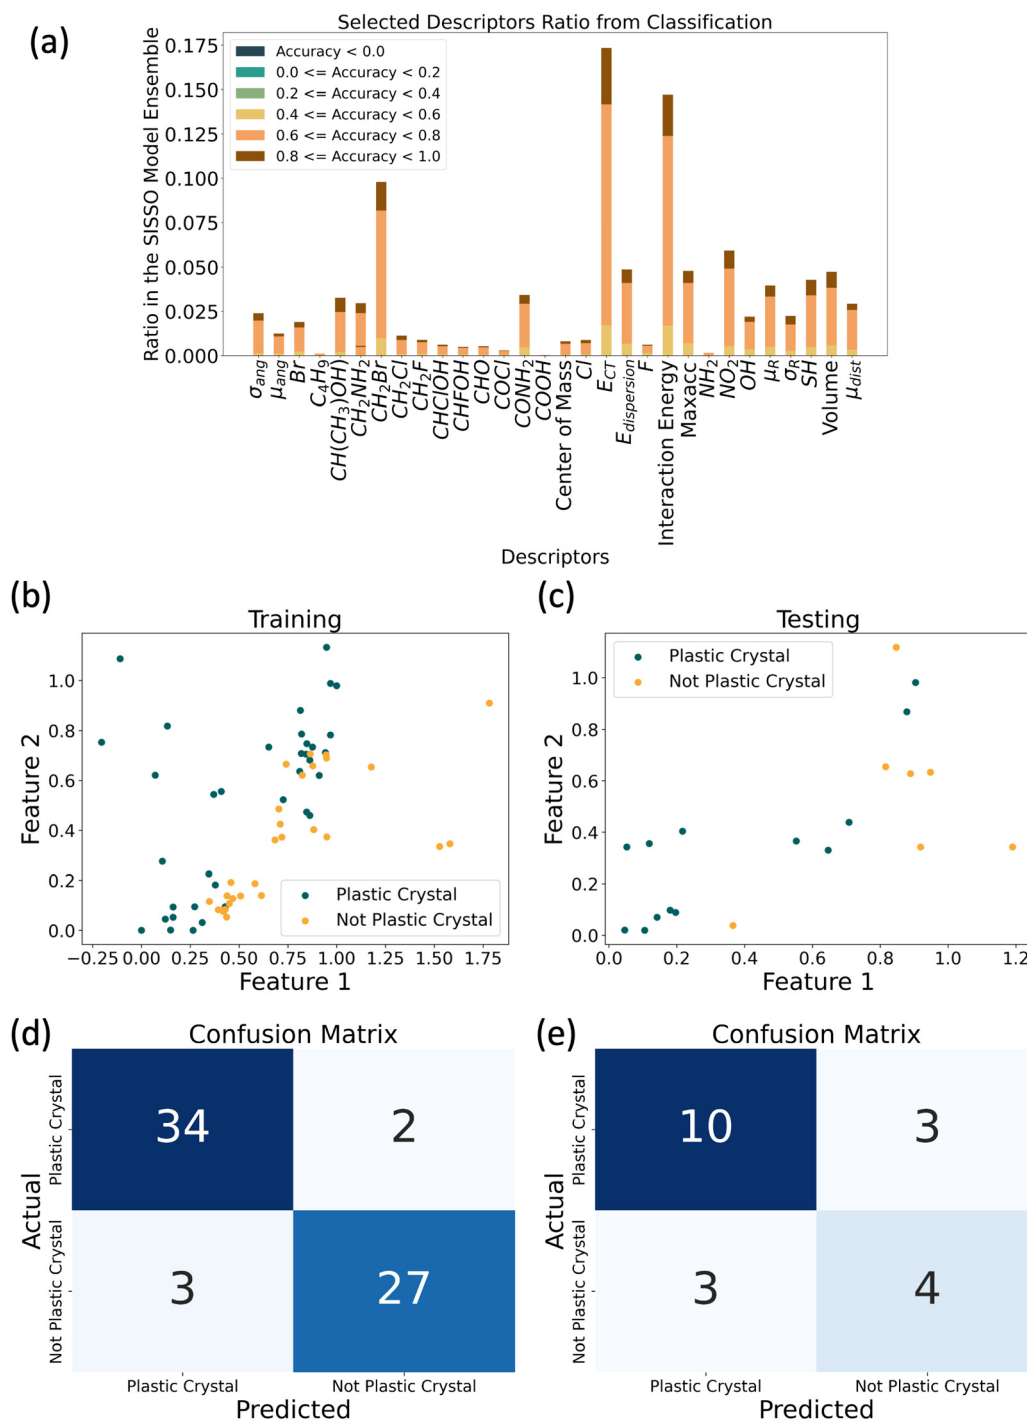 (a)
Selected Descriptors Ratio from Classification
Ratio in the SISSO Model Ensemble
0.175
0.150
0.125
0.100
0.075
0.050
0.025
0.000
Accuracy < 0.0
0.0 <= Accuracy < 0.2
0.2 <= Accuracy < 0.4
0.4 <= Accuracy < 0.6
0.6 <= Accuracy < 0.8
0.8 <= Accuracy < 1.0
σ_ang
μ_ang
Br
C₄H₉
CH(CH₃)OH)
CH₂NH₂
CH₂Br
CH₂Cl
CH₂F
CHClOH
CHFOH
CHO
COCl
CONH₂
COOH
Center of Mass
Cl
E_CT
E_dispersion
F
Interaction Energy
Maxacc
NH₂
NO₂
OH
μ_R
σ_R
SH
Volume
μ_dist
Descriptors
(b)
Training
Feature 2
1.0
0.8
0.6
0.4
0.2
0.0
Plastic Crystal
Not Plastic Crystal
−0.25 0.00 0.25 0.50 0.75 1.00 1.25 1.50 1.75
Feature 1
(c)
Testing
Feature 2
1.0
0.8
0.6
0.4
0.2
0.0
Plastic Crystal
Not Plastic Crystal
0.0 0.2 0.4 0.6 0.8 1.0 1.2
Feature 1
(d)
Confusion Matrix
Actual
Plastic Crystal
Not Plastic Crystal
34 2
3 27
Plastic Crystal Not Plastic Crystal
Predicted
(e)
Confusion Matrix
Plastic Crystal
Not Plastic Crystal
10 3
3 4
Plastic Crystal Not Plastic Crystal
Predicted